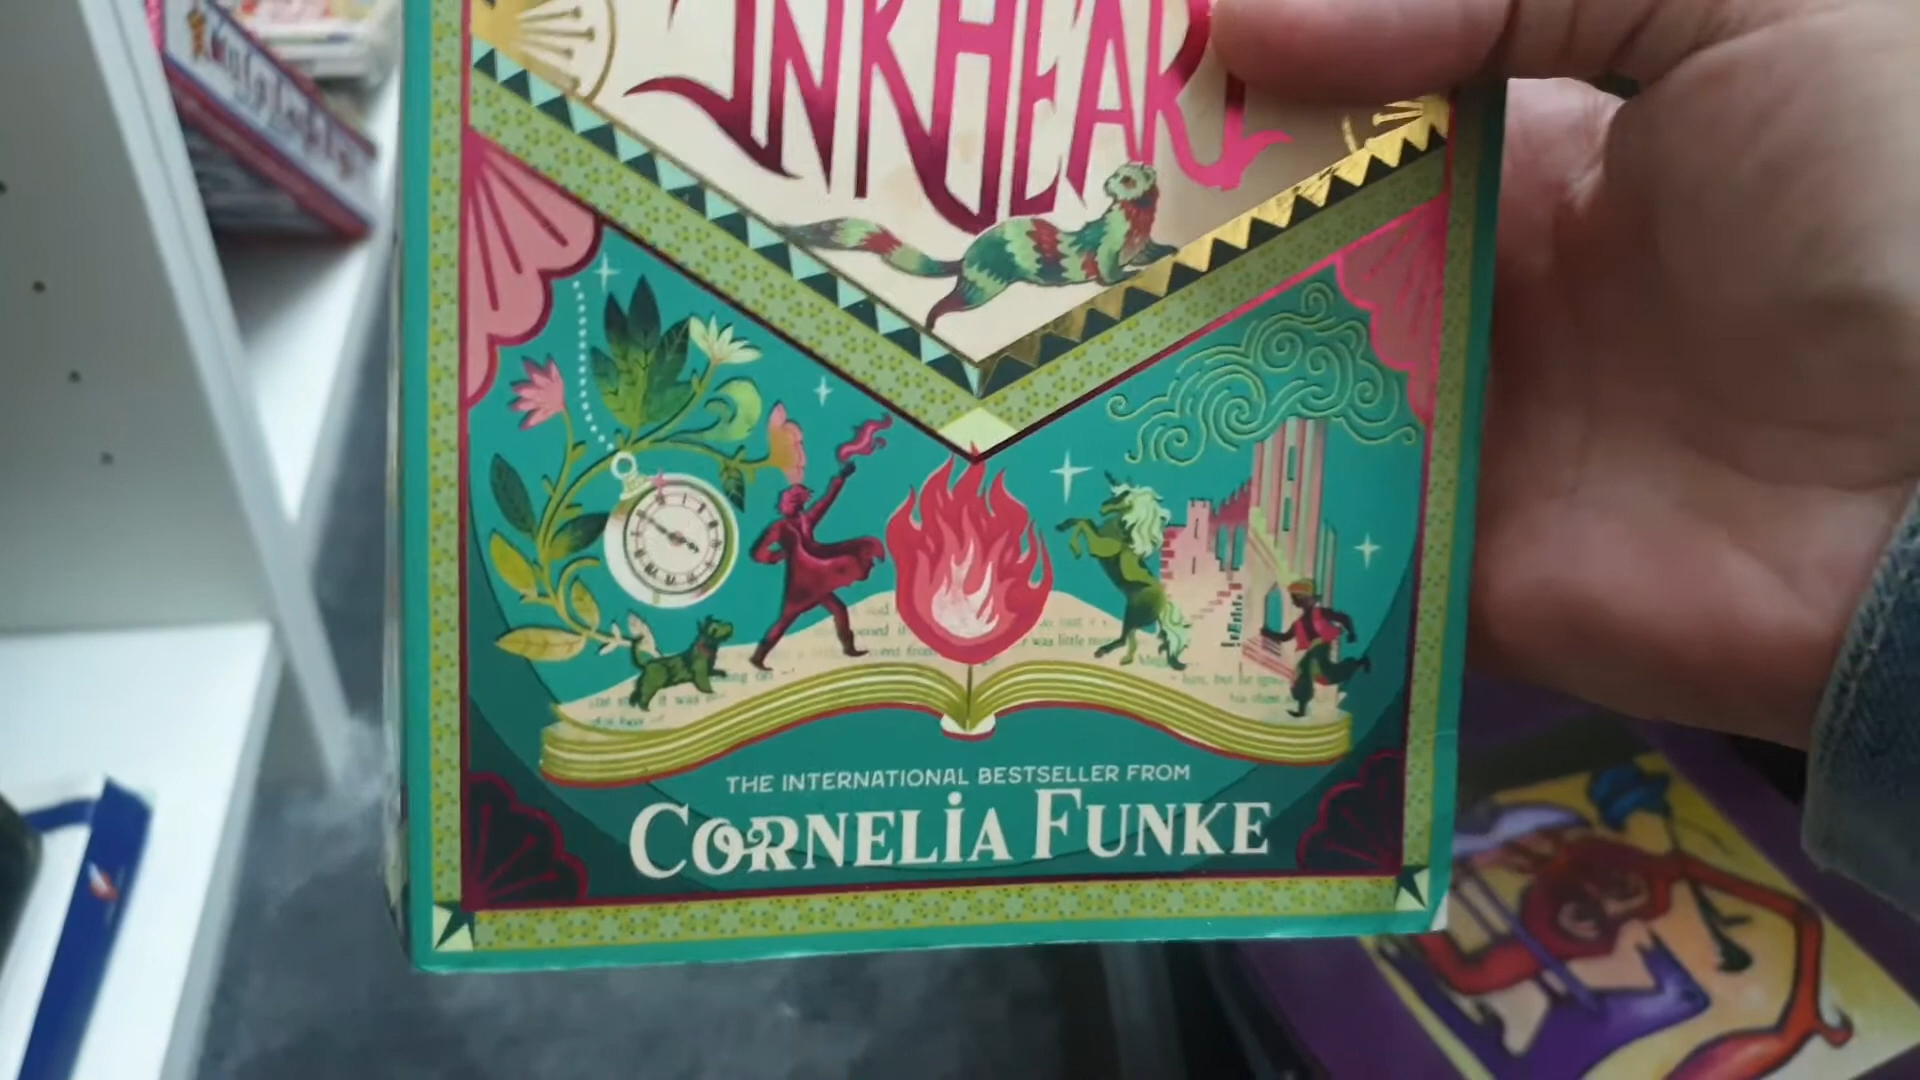 INKHEART
THE INTERNATIONAL BESTSELLER FROM
CORNELIA FUNKE